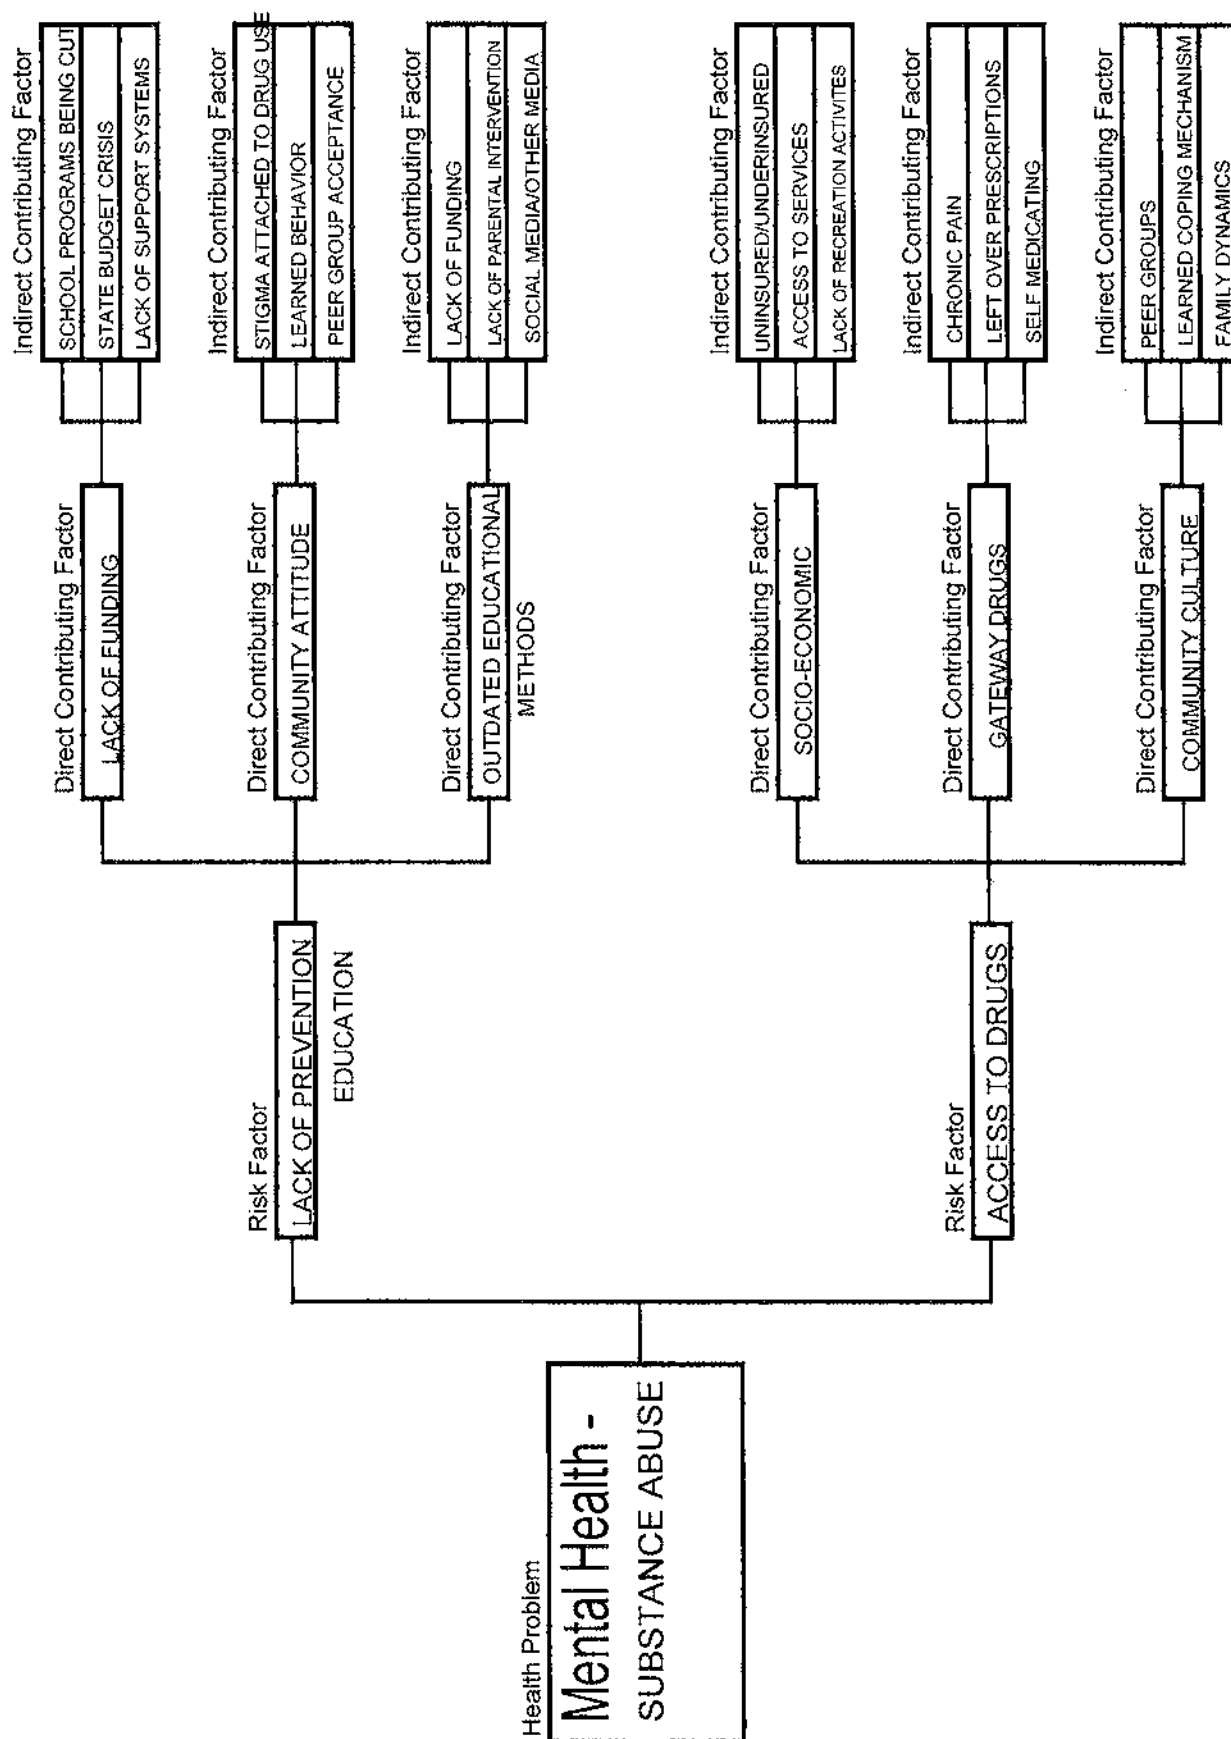 Health Problem
Mental Health -
SUBSTANCE ABUSE
Risk Factor
LACK OF PREVENTION
EDUCATION
Direct Contributing Factor
LACK OF FUNDING
Indirect Contributing Factor
SCHOOL PROGRAMS BEING CUT
STATE BUDGET CRISIS
LACK OF SUPPORT SYSTEMS
Direct Contributing Factor
COMMUNITY ATTITUDE
Indirect Contributing Factor
STIGMA ATTACHED TO DRUG USE
LEARNED BEHAVIOR
PEER GROUP ACCEPTANCE
Direct Contributing Factor
OUTDATED EDUCATIONAL
METHODS
Indirect Contributing Factor
LACK OF FUNDING
LACK OF PARENTAL INTERVENTION
SOCIAL MEDIA/OTHER MEDIA
Risk Factor
ACCESS TO DRUGS
Direct Contributing Factor
SOCIO-ECONOMIC
Indirect Contributing Factor
UNINSURED/UNDERINSURED
ACCESS TO SERVICES
LACK OF RECREATION ACTIVITES
Direct Contributing Factor
GATEWAY DRUGS
Indirect Contributing Factor
CHRONIC PAIN
LEFT OVER PRESCRIPTIONS
SELF MEDICATING
Direct Contributing Factor
COMMUNITY CULTURE
Indirect Contributing Factor
PEER GROUPS
LEARNED COPING MECHANISM
FAMILY DYNAMICS